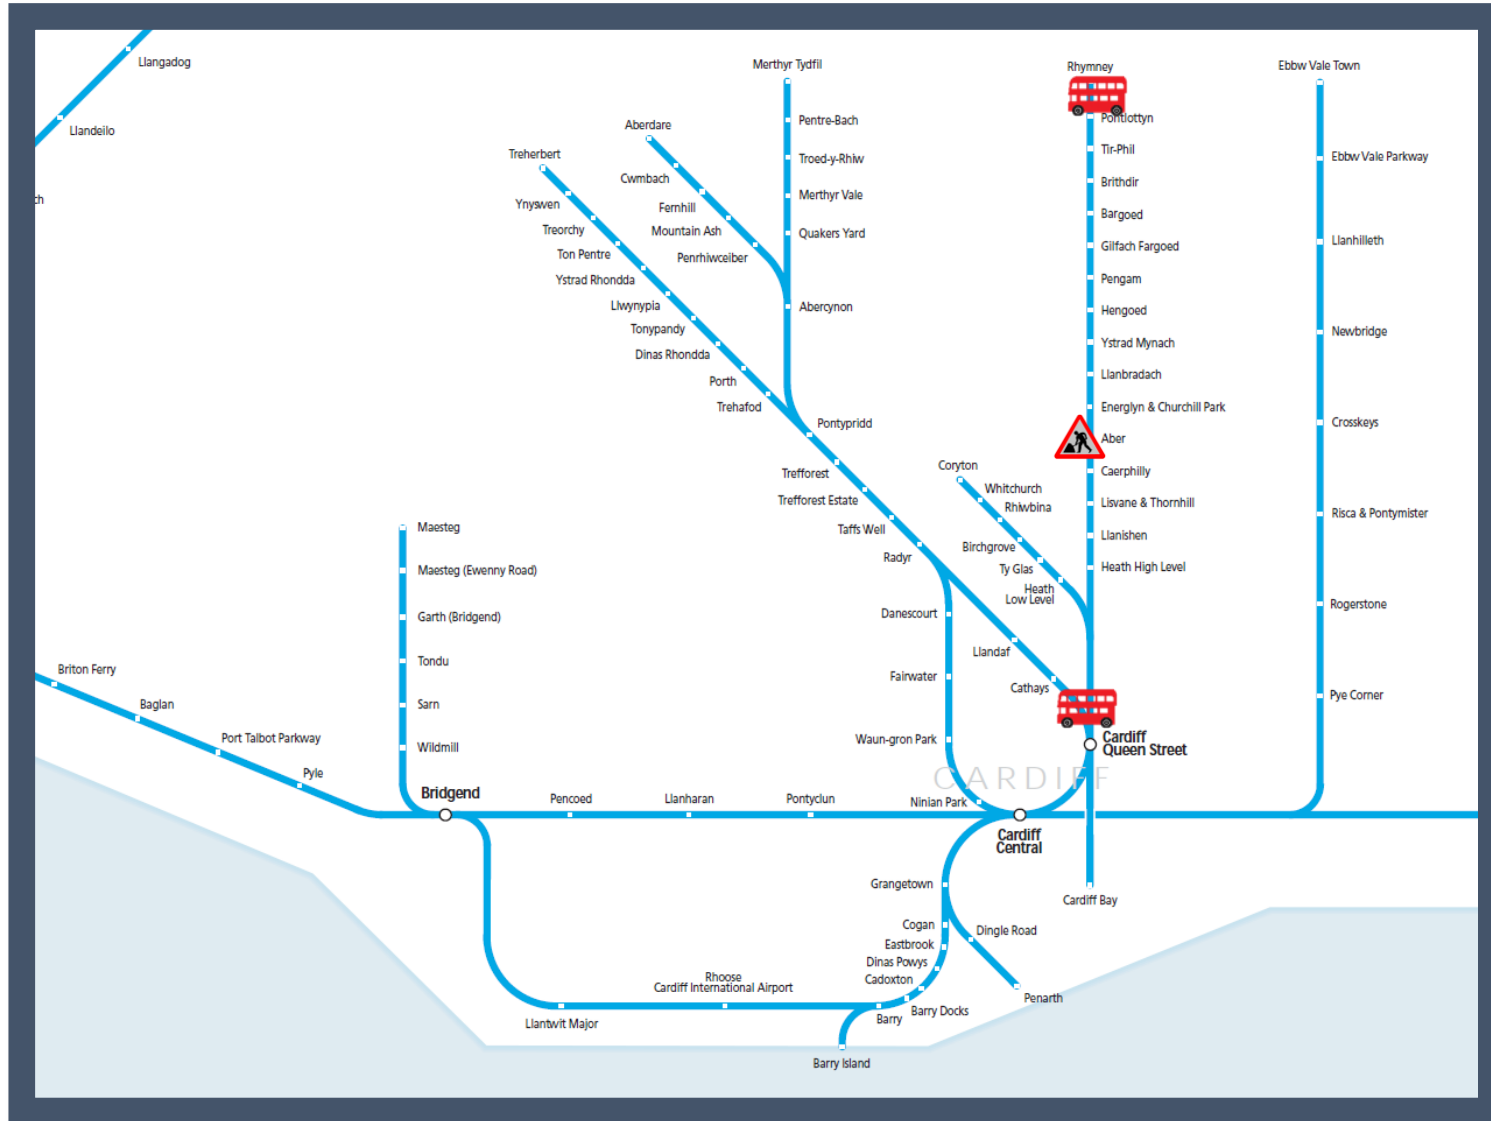 Llangadog
Llandeilo
ch
Merthyr Tydfil
Pentre-Bach
Troed-y-Rhiw
Merthyr Vale
Quakers Yard
Abercynon
Aberdare
Cwmbach
Fernhill
Mountain Ash
Penrhiwceiber
Treherbert
Ynyswen
Treorchy
Ton Pentre
Ystrad Rhondda
Llwynypia
Tonypandy
Dinas Rhondda
Porth
Trehafod
Pontypridd
Trefforest
Trefforest Estate
Taffs Well
Radyr
Danescourt
Fairwater
Waun-gron Park
Ninian Park
Llandaf
Cathays
Rhymney
Pontlottyn
Tir-Phil
Brithdir
Bargoed
Gilfach Fargoed
Pengam
Hengoed
Ystrad Mynach
Llanbradach
Energlyn & Churchill Park
Aber
Caerphilly
Lisvane & Thornhill
Llanishen
Heath High Level
Coryton
Whitchurch
Rhiwbina
Birchgrove
Ty Glas
Heath
Low Level
Ebbw Vale Town
Ebbw Vale Parkway
Llanhilleth
Newbridge
Crosskeys
Risca & Pontymister
Rogerstone
Pye Corner
Maesteg
Maesteg (Ewenny Road)
Garth (Bridgend)
Tondu
Sarn
Wildmill
Briton Ferry
Baglan
Port Talbot Parkway
Pyle
Bridgend
Pencoed
Llanharan
Pontyclun
CARDIFF
Cardiff
Queen Street
Cardiff
Central
Cardiff Bay
Grangetown
Cogan
Eastbrook
Dinas Powys
Cadoxton
Barry Docks
Barry
Barry Island
Dingle Road
Penarth
Rhoose
Cardiff International Airport
Llantwit Major